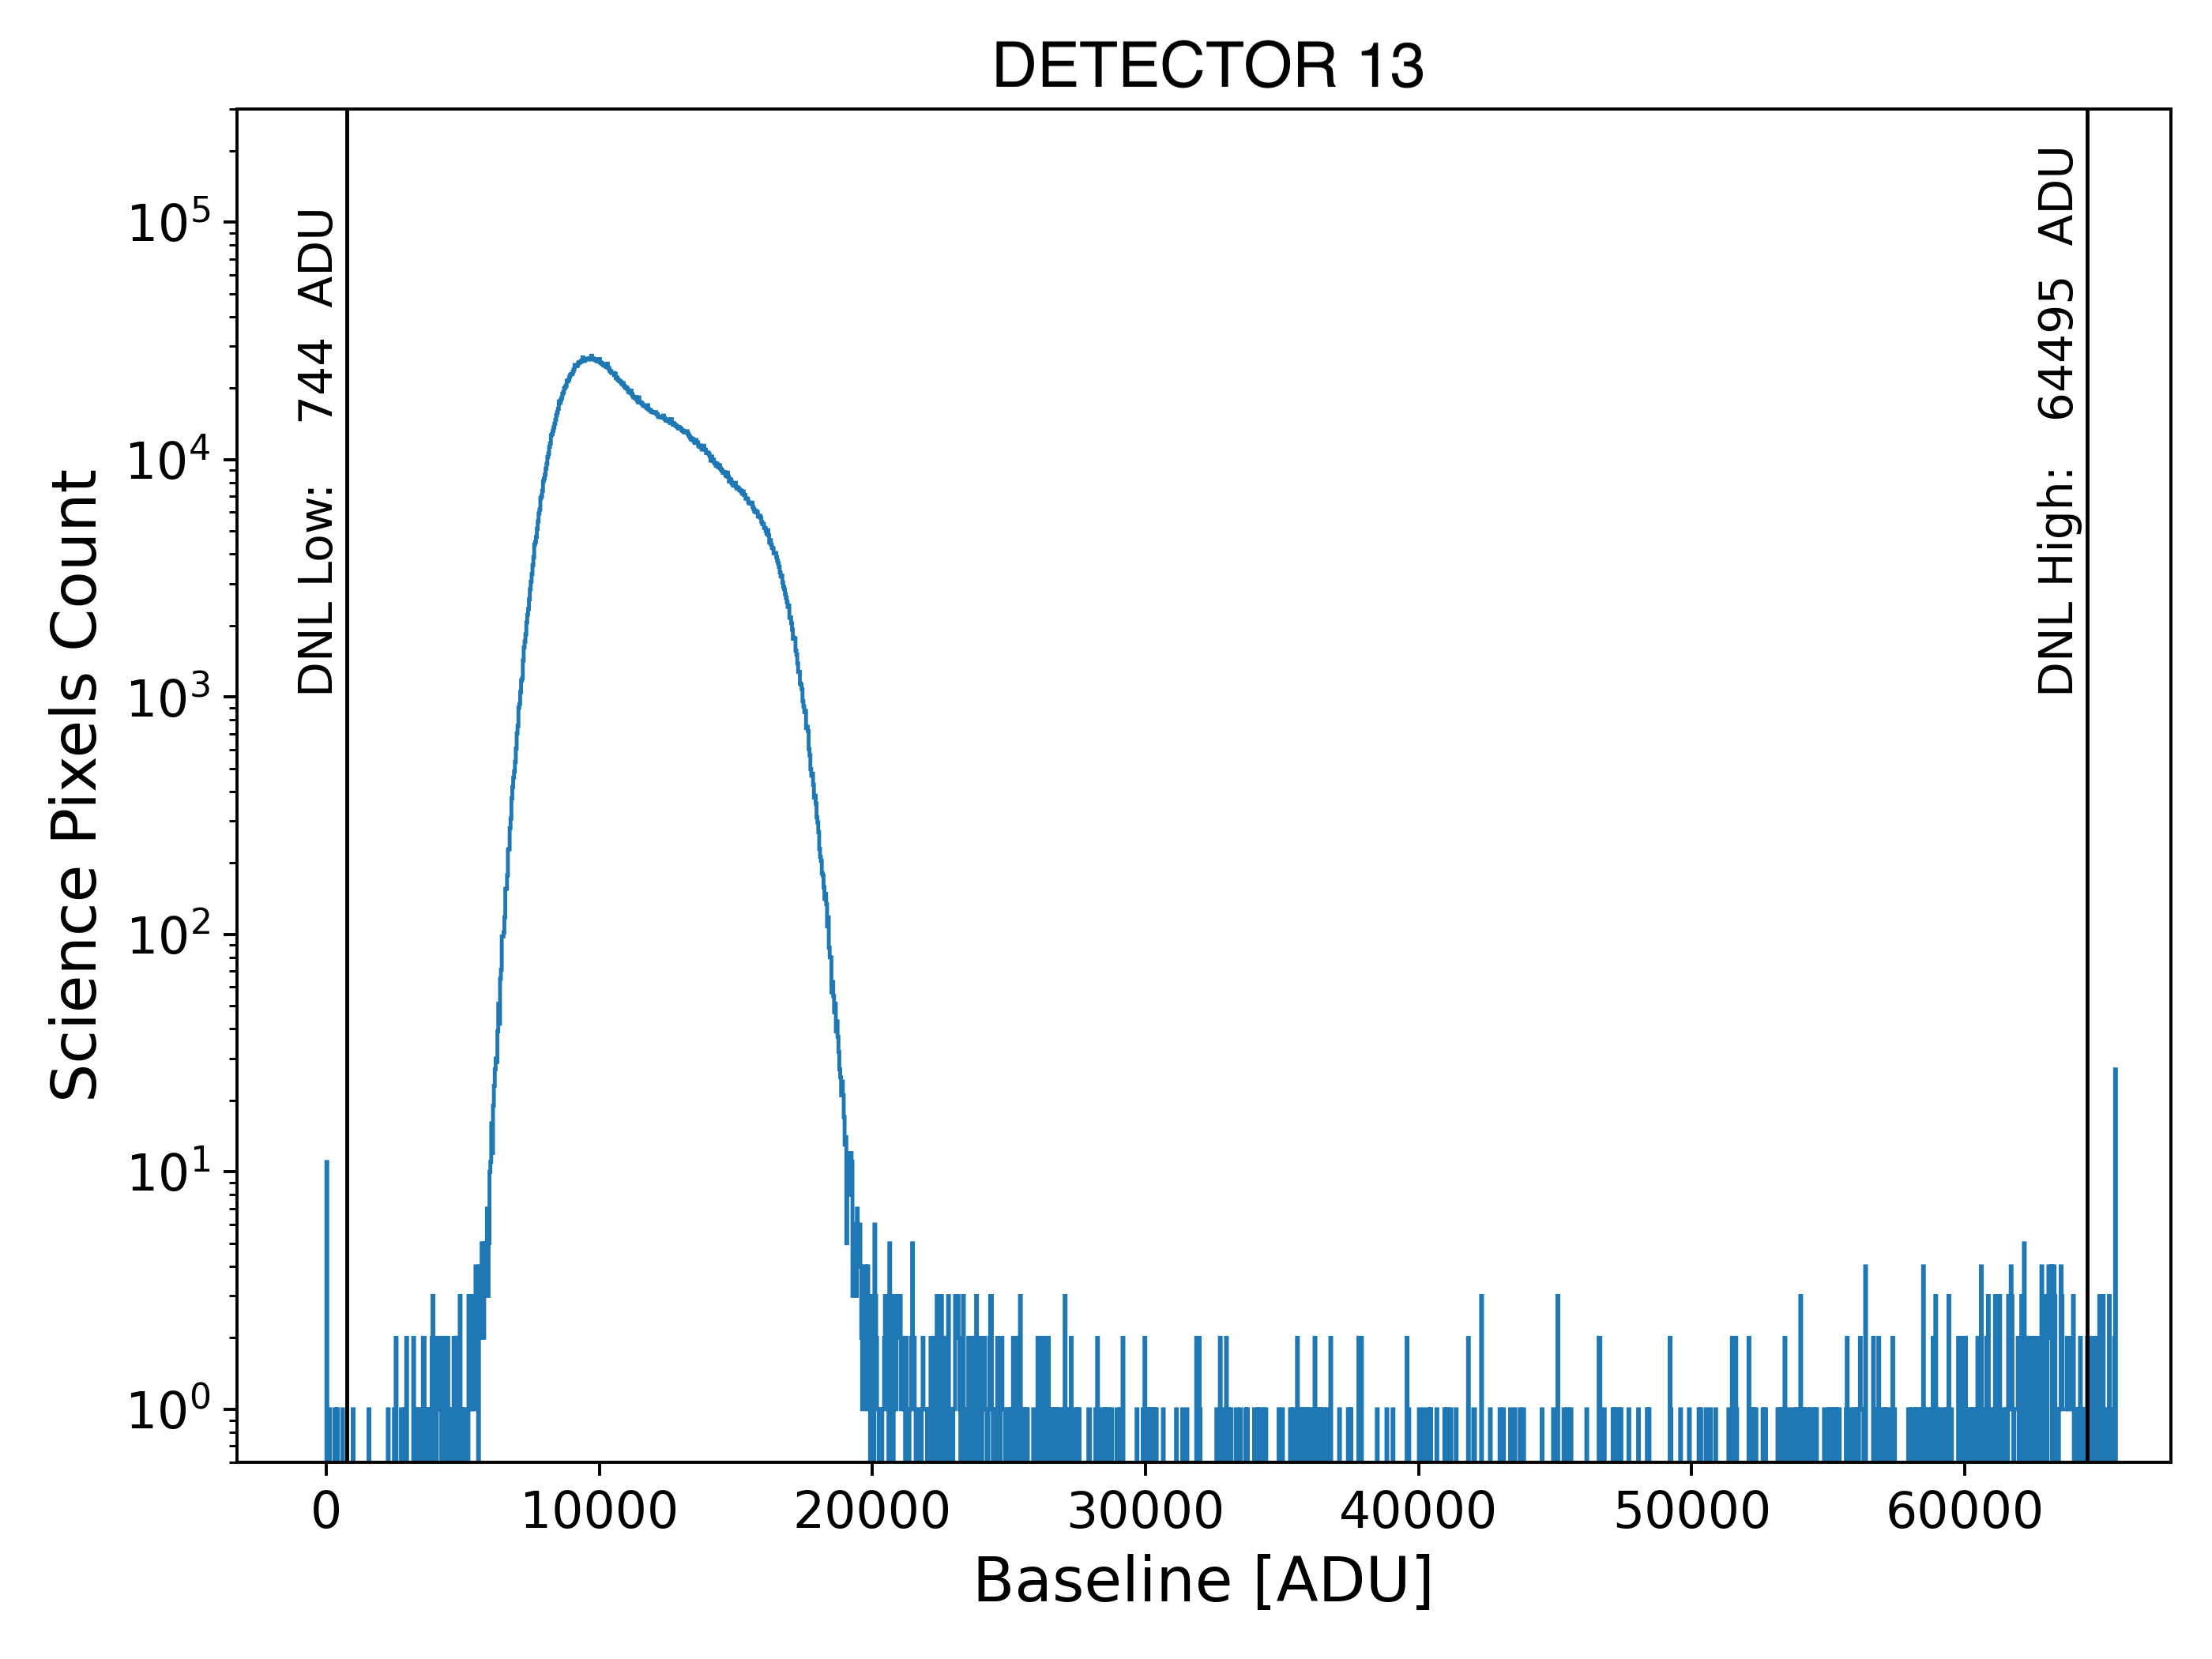 DETECTOR 13
Science Pixels Count
10^5
10^4
10^3
10^2
10^1
10^0
DNL Low: 744 ADU
DNL High: 64495 ADU
0 10000 20000 30000 40000 50000 60000
Baseline [ADU]